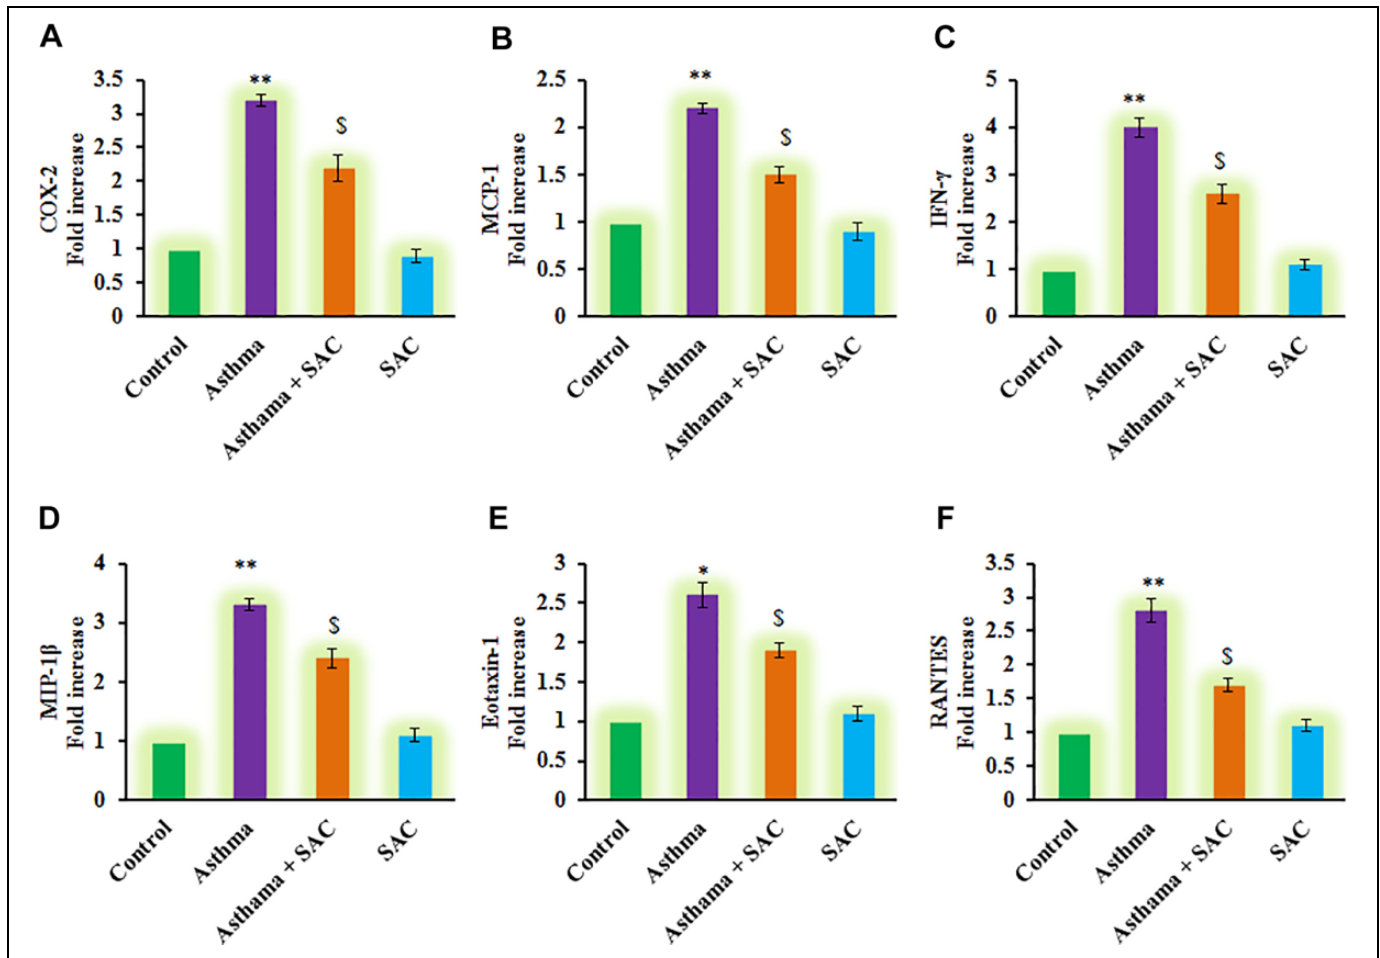 A
COX-2
Fold increase
3.5
3
2.5
2
1.5
1
0.5
0
**
$
Control
Asthma
Asthama + SAC
SAC
B
MCP-1
Fold increase
2.5
2
1.5
1
0.5
0
**
$
Control
Asthma
Asthama + SAC
SAC
C
IFN-γ
Fold increase
5
4
3
2
1
0
**
$
Control
Asthma
Asthama + SAC
SAC
D
MIP-1β
Fold increase
4
3
2
1
0
**
$
Control
Asthma
Asthama + SAC
SAC
E
Eotaxin-1
Fold increase
3
2.5
2
1.5
1
0.5
0
*
$
Control
Asthma
Asthama + SAC
SAC
F
RANTES
Fold increase
3.5
3
2.5
2
1.5
1
0.5
0
**
$
Control
Asthma
Asthama + SAC
SAC